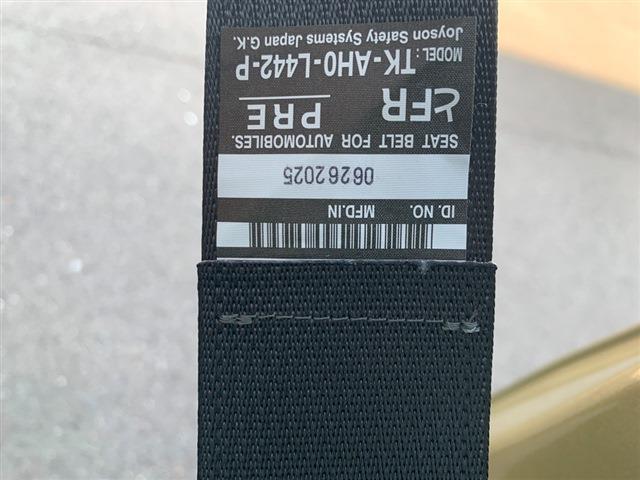 ID. NO. MFD.IN
06262025
SEAT BELT FOR AUTOMOBILES.
FR PRE
MODEL: TK-AH0-L442-P
Joyson Safety Systems Japan G.K.